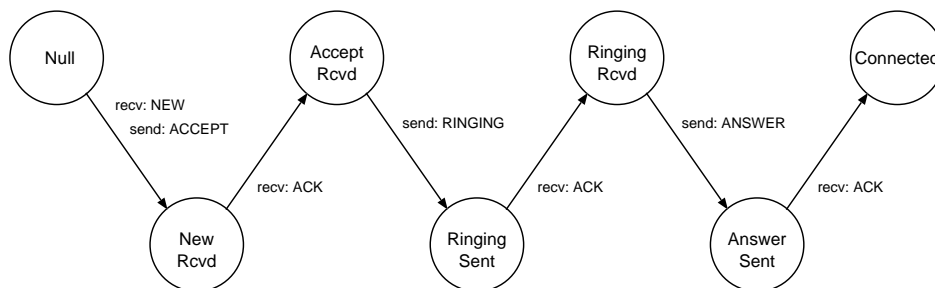 Null
Accept
Rcvd
Ringing
Rcvd
Connected
recv: NEW
send: ACCEPT
send: RINGING
send: ANSWER
recv: ACK
recv: ACK
recv: ACK
New
Rcvd
Ringing
Sent
Answer
Sent